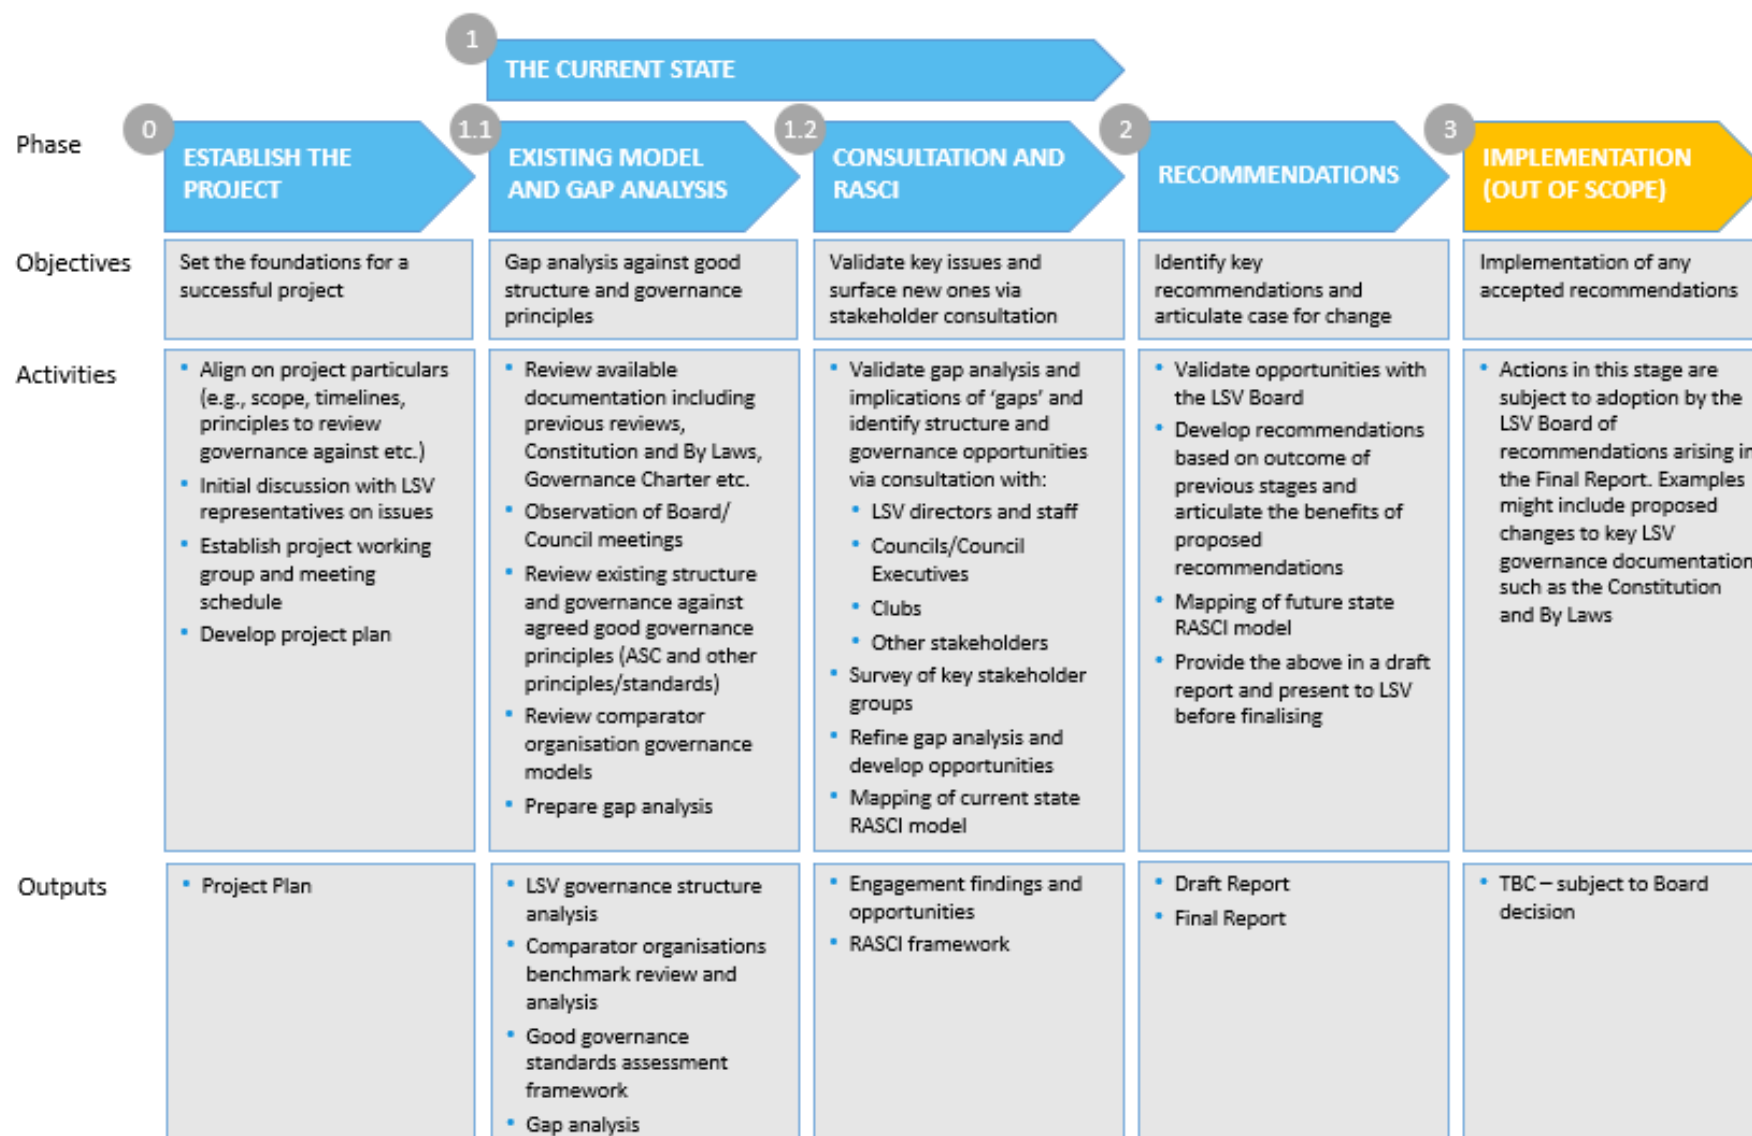 1
THE CURRENT STATE
Phase
0
ESTABLISH THE
PROJECT
1.1
EXISTING MODEL
AND GAP ANALYSIS
1.2
CONSULTATION AND
RASCI
2
RECOMMENDATIONS
3
IMPLEMENTATION
(OUT OF SCOPE)
Objectives
Set the foundations for a
successful project
Gap analysis against good
structure and governance
principles
Validate key issues and
surface new ones via
stakeholder consultation
Identify key
recommendations and
articulate case for change
Implementation of any
accepted recommendations
Activities
• Align on project particulars
(e.g., scope, timelines,
principles to review
governance against etc.)
• Initial discussion with LSV
representatives on issues
• Establish project working
group and meeting
schedule
• Develop project plan
• Review available
documentation including
previous reviews,
Constitution and By Laws,
Governance Charter etc.
• Observation of Board/
Council meetings
• Review existing structure
and governance against
agreed good governance
principles (ASC and other
principles/standards)
• Review comparator
organisation governance
models
• Prepare gap analysis
• Validate gap analysis and
implications of ‘gaps’ and
identify structure and
governance opportunities
via consultation with:
• LSV directors and staff
• Councils/Council
Executives
• Clubs
• Other stakeholders
• Survey of key stakeholder
groups
• Refine gap analysis and
develop opportunities
• Mapping of current state
RASCI model
• Validate opportunities with
the LSV Board
• Develop recommendations
based on outcome of
previous stages and
articulate the benefits of
proposed
recommendations
• Mapping of future state
RASCI model
• Provide the above in a draft
report and present to LSV
before finalising
• Actions in this stage are
subject to adoption by the
LSV Board of
recommendations arising in
the Final Report. Examples
might include proposed
changes to key LSV
governance documentation
such as the Constitution
and By Laws
Outputs
• Project Plan
• LSV governance structure
analysis
• Comparator organisations
benchmark review and
analysis
• Good governance
standards assessment
framework
• Gap analysis
• Engagement findings and
opportunities
• RASCI framework
• Draft Report
• Final Report
• TBC – subject to Board
decision